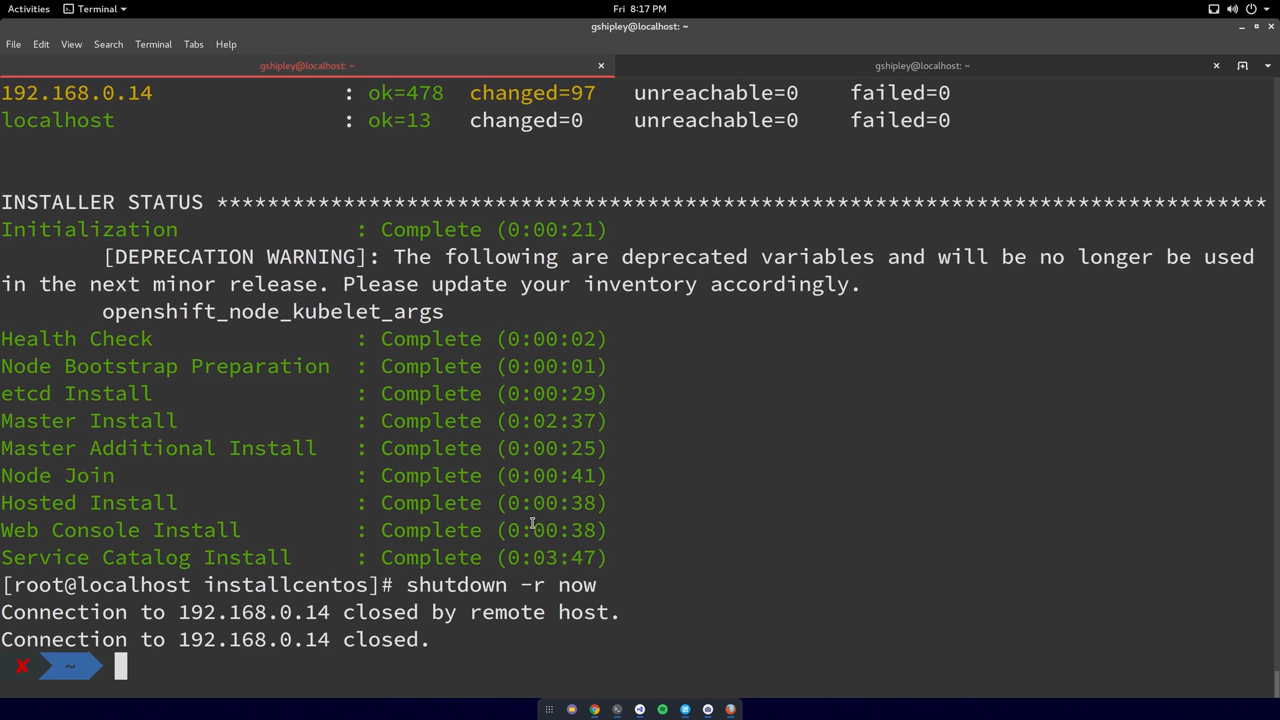 Activities Terminal Fri 8:17 PM
gshipley@localhost: ~
File Edit View Search Terminal Tabs Help
gshipley@localhost: ~ × gshipley@localhost: ~ ×
192.168.0.14 : ok=478 changed=97 unreachable=0 failed=0
localhost : ok=13 changed=0 unreachable=0 failed=0
INSTALLER STATUS ***********************************************************************************
Initialization : Complete (0:00:21)
[DEPRECATION WARNING]: The following are deprecated variables and will be no longer be used
in the next minor release. Please update your inventory accordingly.
openshift_node_kubelet_args
Health Check : Complete (0:00:02)
Node Bootstrap Preparation : Complete (0:00:01)
etcd Install : Complete (0:00:29)
Master Install : Complete (0:02:37)
Master Additional Install : Complete (0:00:25)
Node Join : Complete (0:00:41)
Hosted Install : Complete (0:00:38)
Web Console Install : Complete (0:00:38)
Service Catalog Install : Complete (0:03:47)
[root@localhost installcentos]# shutdown -r now
Connection to 192.168.0.14 closed by remote host.
Connection to 192.168.0.14 closed.
✘ ~